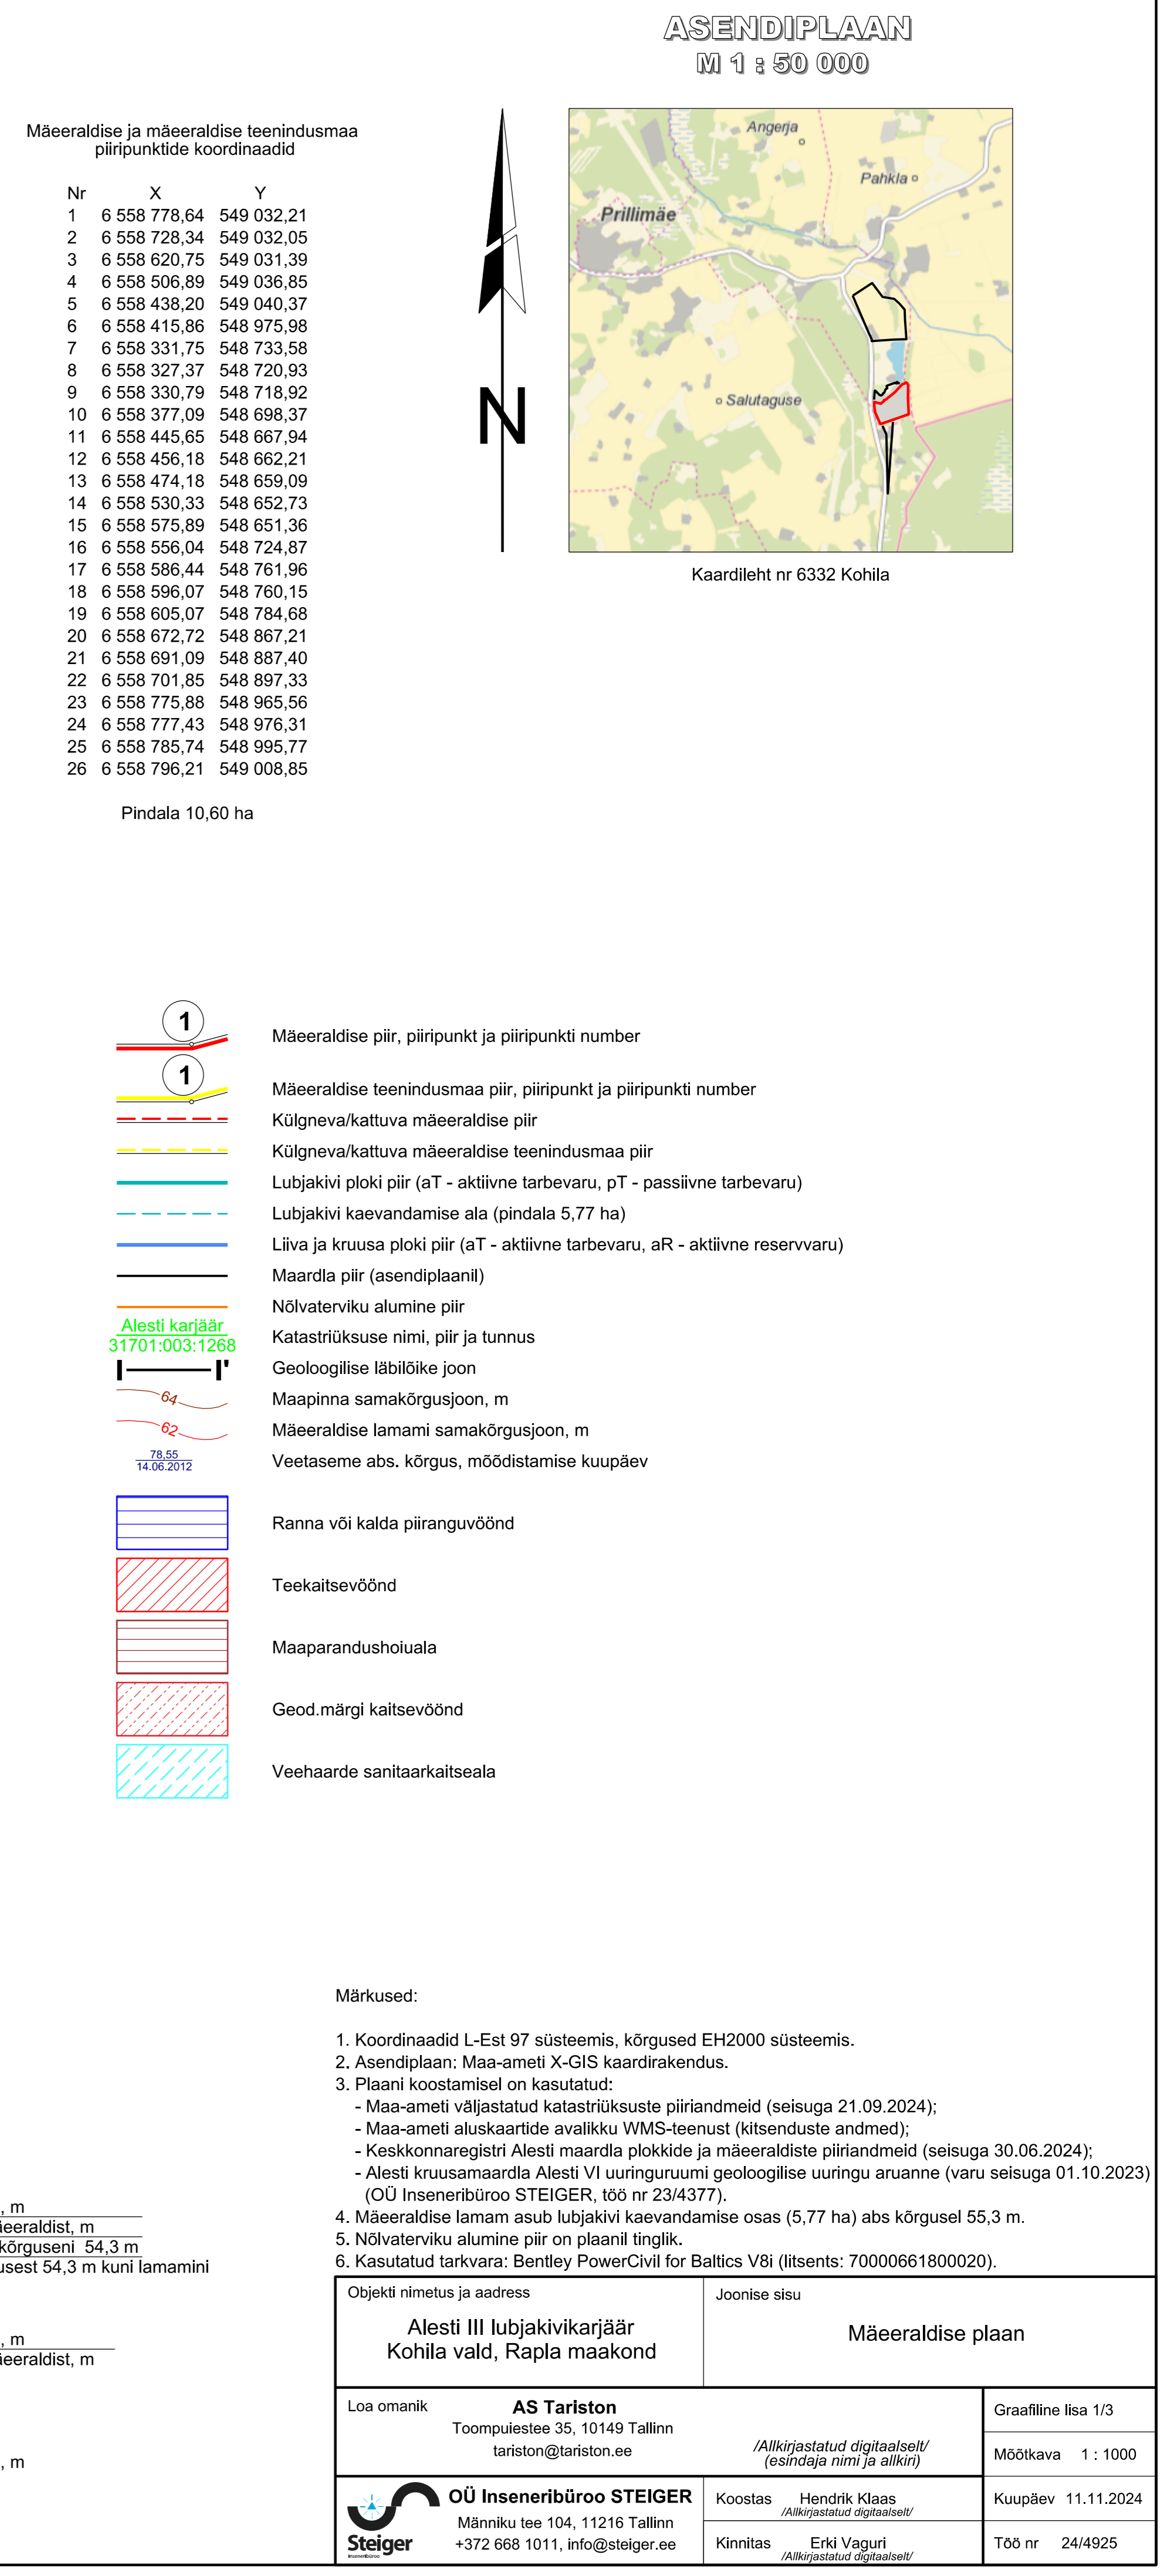 ASENDIPLAAN
M 1 : 50 000
Mäeeraldise ja mäeeraldise teenindusmaa
piiripunktide koordinaadid
Nr X Y
1 6 558 778,64 549 032,21
2 6 558 728,34 549 032,05
3 6 558 620,75 549 031,39
4 6 558 506,89 549 036,85
5 6 558 438,20 549 040,37
6 6 558 415,86 548 975,98
7 6 558 331,75 548 733,58
8 6 558 327,37 548 720,93
9 6 558 330,79 548 718,92
10 6 558 377,09 548 698,37
11 6 558 445,65 548 667,94
12 6 558 456,18 548 662,21
13 6 558 474,18 548 659,09
14 6 558 530,33 548 652,73
15 6 558 575,89 548 651,36
16 6 558 556,04 548 724,87
17 6 558 586,44 548 761,96
18 6 558 596,07 548 760,15
19 6 558 605,07 548 784,68
20 6 558 672,72 548 867,21
21 6 558 691,09 548 887,40
22 6 558 701,85 548 897,33
23 6 558 775,88 548 965,56
24 6 558 777,43 548 976,31
25 6 558 785,74 548 995,77
26 6 558 796,21 549 008,85
Pindala 10,60 ha
N
Angerja
Pahkla
Prillimäe
Salutaguse
Kaardileht nr 6332 Kohila
1
Mäeeraldise piir, piiripunkt ja piiripunkti number
1
Mäeeraldise teenindusmaa piir, piiripunkt ja piiripunkti number
Külgneva/kattuva mäeeraldise piir
Külgneva/kattuva mäeeraldise teenindusmaa piir
Lubjakivi ploki piir (aT - aktiivne tarbevaru, pT - passiivne tarbevaru)
Lubjakivi kaevandamise ala (pindala 5,77 ha)
Liiva ja kruusa ploki piir (aT - aktiivne tarbevaru, aR - aktiivne reservvaru)
Maardla piir (asendiplaanil)
Nõlvaterviku alumine piir
Alesti karjäär
31701:003:1268
Katastriüksuse nimi, piir ja tunnus
I I'
Geoloogilise läbilõike joon
64
Maapinna samakõrgusjoon, m
62
Mäeeraldise lamami samakõrgusjoon, m
78,55
14.06.2012
Veetaseme abs. kõrgus, mõõdistamise kuupäev
Ranna või kalda piiranguvöönd
Teekaitsevöönd
Maaparandushoiuala
Geod.märgi kaitsevöönd
Veehaarde sanitaarkaitseala
Märkused:
1. Koordinaadid L-Est 97 süsteemis, kõrgused EH2000 süsteemis.
2. Asendiplaan: Maa-ameti X-GIS kaardirakendus.
3. Plaani koostamisel on kasutatud:
- Maa-ameti väljastatud katastriüksuste piiriandmeid (seisuga 21.09.2024);
- Maa-ameti aluskaartide avalikku WMS-teenust (kitsenduste andmed);
- Keskkonnaregistri Alesti maardla plokkide ja mäeeraldiste piiriandmeid (seisuga 30.06.2024);
- Alesti kruusamaardla Alesti VI uuringuruumi geoloogilise uuringu aruanne (varu seisuga 01.10.2023)
(OÜ Inseneribüroo STEIGER, töö nr 23/4377).
4. Mäeeraldise lamam asub lubjakivi kaevandamise osas (5,77 ha) abs kõrgusel 55,3 m.
5. Nõlvaterviku alumine piir on plaanil tinglik.
6. Kasutatud tarkvara: Bentley PowerCivil for Baltics V8i (litsents: 70000661800020).
, m
äeeraldist, m
kõrguseni 54,3 m
usest 54,3 m kuni lamamini
, m
äeeraldist, m
, m
Objekti nimetus ja aadress
Alesti III lubjakivikarjäär
Kohila vald, Rapla maakond
Joonise sisu
Mäeeraldise plaan
Loa omanik
AS Tariston
Toompuiestee 35, 10149 Tallinn
tariston@tariston.ee
/Allkirjastatud digitaalselt/
(esindaja nimi ja allkiri)
Graafiline lisa 1/3
Mõõtkava 1 : 1000
Steiger
Inseneribüroo
OÜ Inseneribüroo STEIGER
Männiku tee 104, 11216 Tallinn
+372 668 1011, info@steiger.ee
Koostas Hendrik Klaas
/Allkirjastatud digitaalselt/
Kinnitas Erki Vaguri
/Allkirjastatud digitaalselt/
Kuupäev 11.11.2024
Töö nr 24/4925